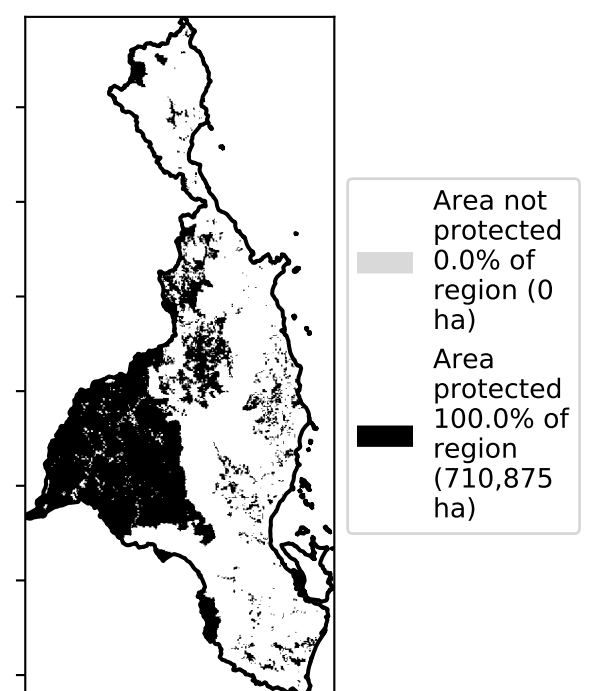 Area not
protected
0.0% of
region (0
ha)
Area
protected
100.0% of
region
(710,875
ha)